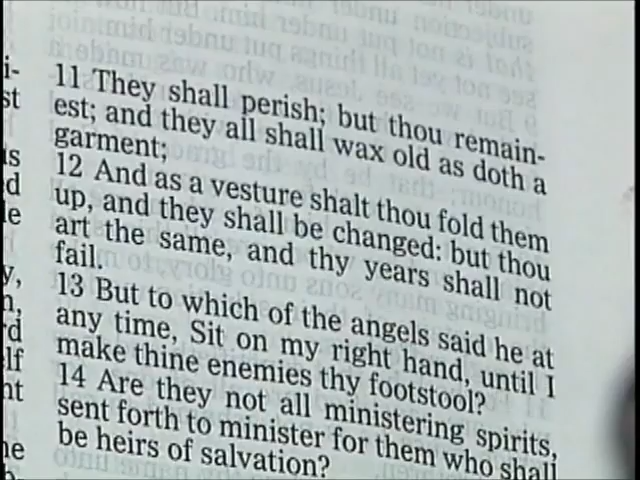 11 They shall perish; but thou remain-
est; and they all shall wax old as doth a
garment;
12 And as a vesture shalt thou fold them
up, and they shall be changed: but thou
art the same, and thy years shall not
fail.
13 But to which of the angels said he at
any time, Sit on my right hand, until I
make thine enemies thy footstool?
14 Are they not all ministering spirits,
sent forth to minister for them who shall
be heirs of salvation?